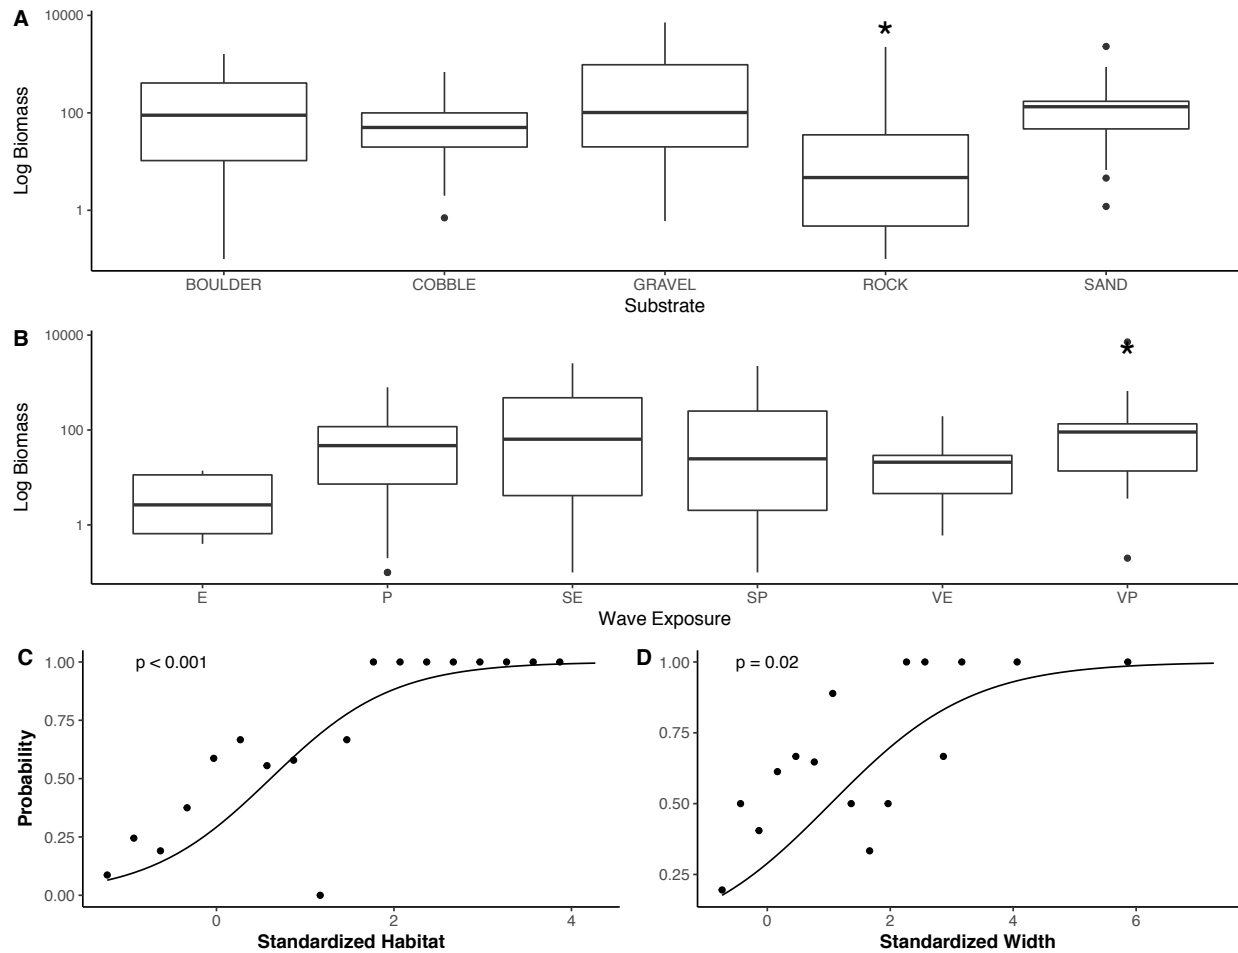 A
10000
100
1
Log Biomass
BOULDER COBBLE GRAVEL ROCK SAND
*
Substrate
B
10000
100
1
Log Biomass
E P SE SP VE VP
*
Wave Exposure
C
p < 0.001
1.00
0.75
0.50
0.25
0.00
Probability
0 2 4
Standardized Habitat
D
p = 0.02
1.00
0.75
0.50
0.25
0 2 4 6
Standardized Width